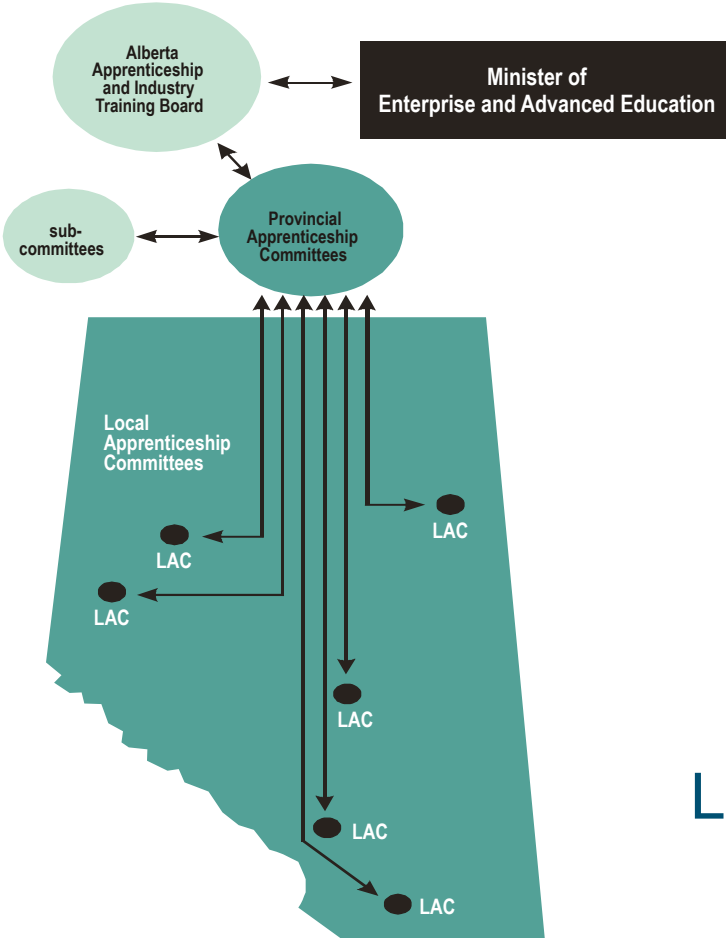 Alberta
Apprenticeship
and Industry
Training Board
Minister of
Enterprise and Advanced Education
sub-
committees
Provincial
Apprenticeship
Committees
Local
Apprenticeship
Committees
LAC
LAC
LAC
LAC
LAC
LAC
L